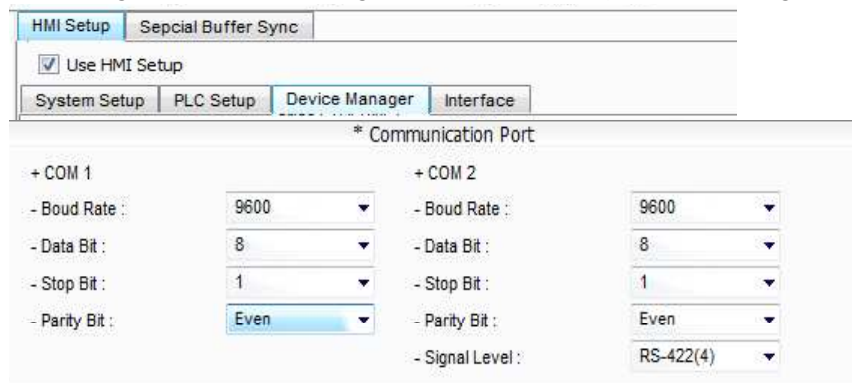 HMI Setup Sepcial Buffer Sync
Use HMI Setup
System Setup PLC Setup Device Manager Interface
* Communication Port
+ COM 1 + COM 2
- Boud Rate : 9600 - Boud Rate : 9600
- Data Bit : 8 - Data Bit : 8
- Stop Bit : 1 - Stop Bit : 1
- Parity Bit : Even - Parity Bit : Even
- Signal Level : RS-422(4)